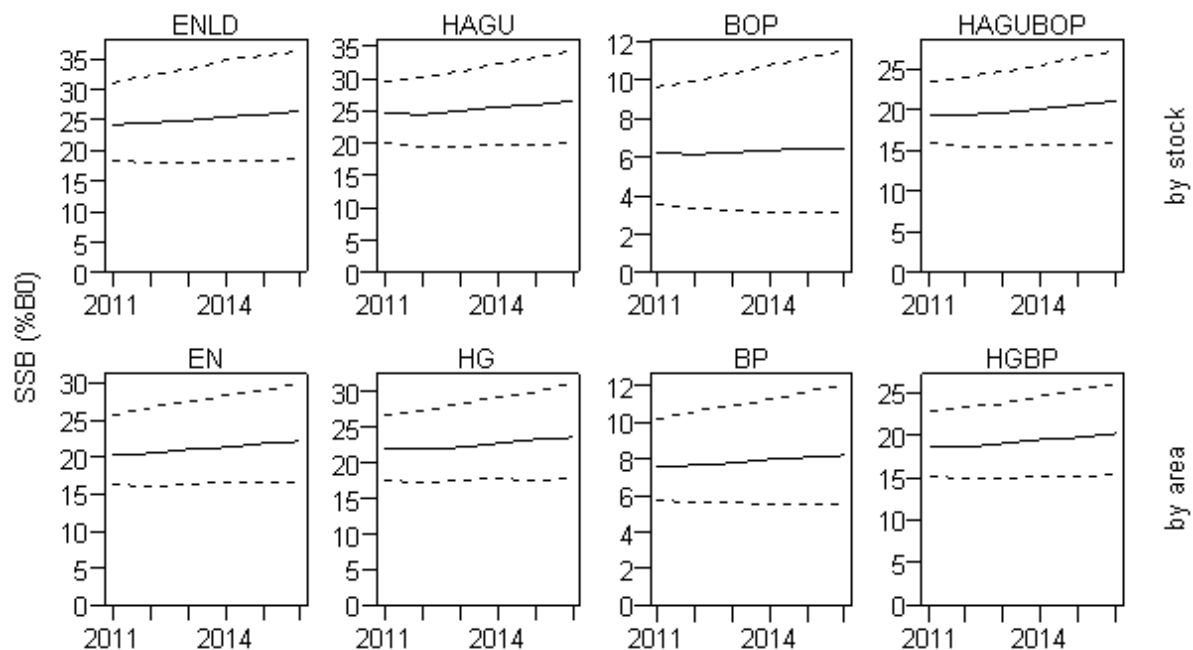 ENLD HAGU BOP HAGUBOP
35 30 25 20 15 10 5 0
35 30 25 20 15 10 5 0
12 10 8 6 4 2 0
25 20 15 10 5 0
2011 2014 2011 2014 2011 2014 2011 2014
by stock
SSB (%B0)
EN HG BP HGBP
30 25 20 15 10 5 0
30 25 20 15 10 5 0
12 10 8 6 4 2 0
25 20 15 10 5 0
2011 2014 2011 2014 2011 2014 2011 2014
by area